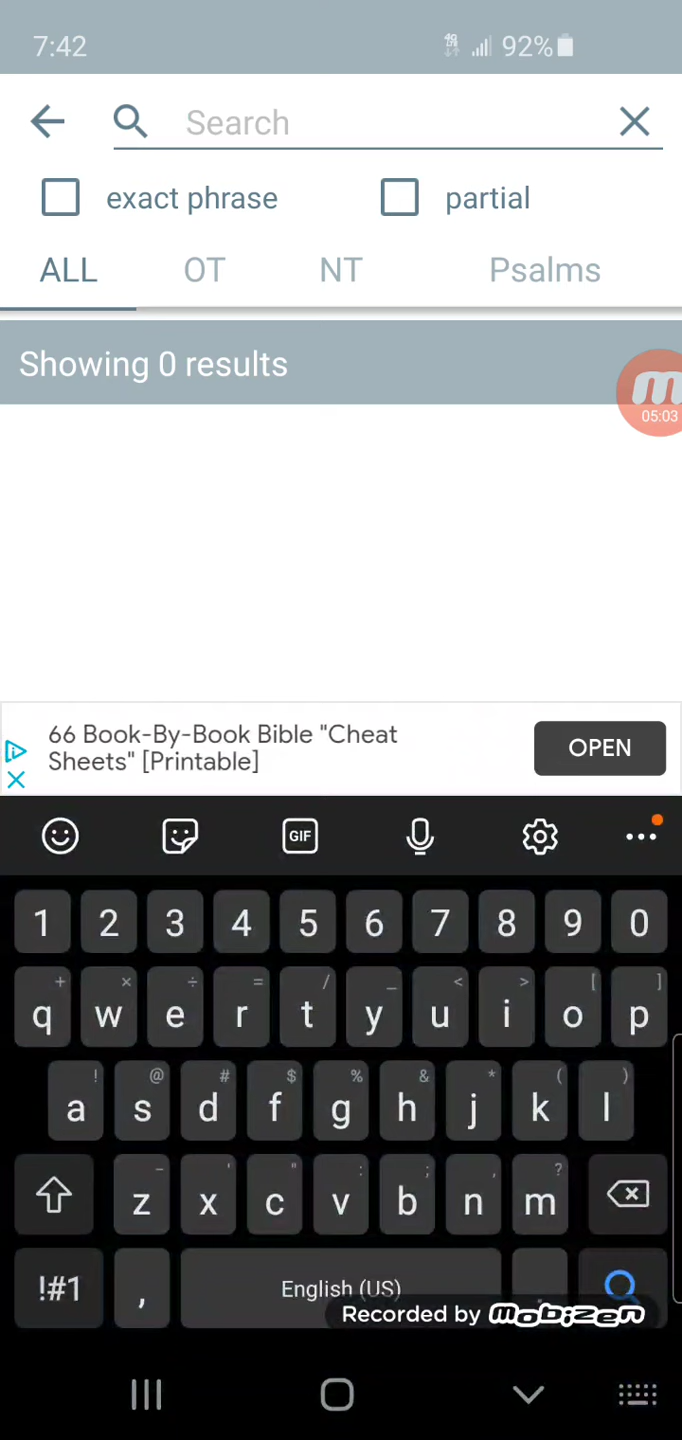 7:42 4G 92%
Search
exact phrase partial
ALL OT NT Psalms
Showing 0 results
05:03
66 Book-By-Book Bible "Cheat
Sheets" [Printable]
OPEN
GIF
1 2 3 4 5 6 7 8 9 0
+ × ÷ = / _ < > [ ]
q w e r t y u i o p
! @ # $ % & * ( )
a s d f g h j k l
- ' " : ; , ?
z x c v b n m
!#1 , English (US) .
Recorded by mobizen